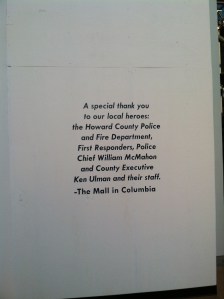 A special thank you
to our local heroes:
the Howard County Police
and Fire Department,
First Responders, Police
Chief William McMahon
and County Executive
Ken Ulman and their staff.
-The Mall in Columbia